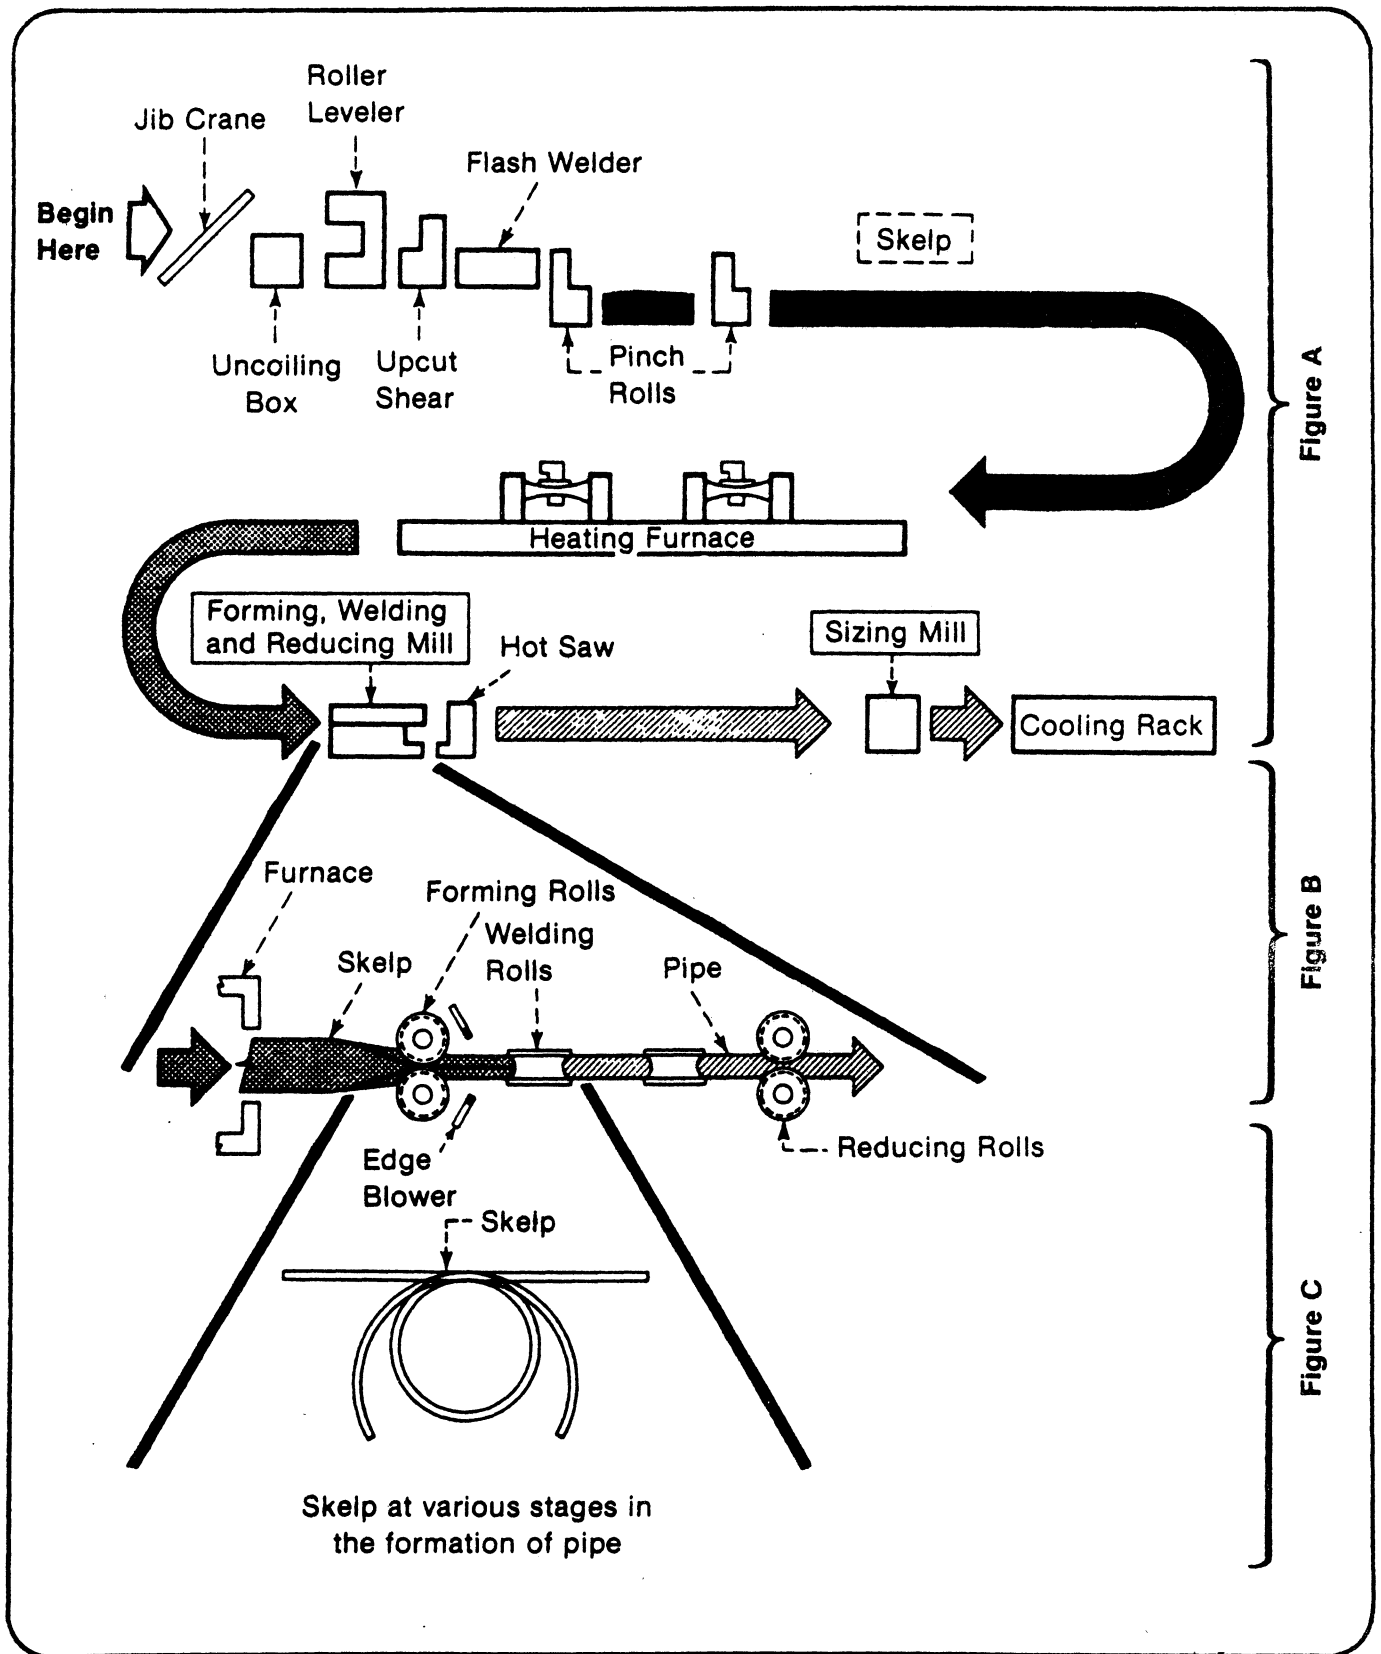 Roller
Leveler
Jib Crane
Flash Welder
Begin
Here
Skelp
Uncoiling
Box
Upcut
Shear
Pinch
Rolls
Figure A
Heating Furnace
Forming, Welding
and Reducing Mill
Hot Saw
Sizing Mill
Cooling Rack
Furnace
Forming Rolls
Welding
Rolls
Skelp
Pipe
Figure B
Edge
Blower
Reducing Rolls
Skelp
Figure C
Skelp at various stages in
the formation of pipe